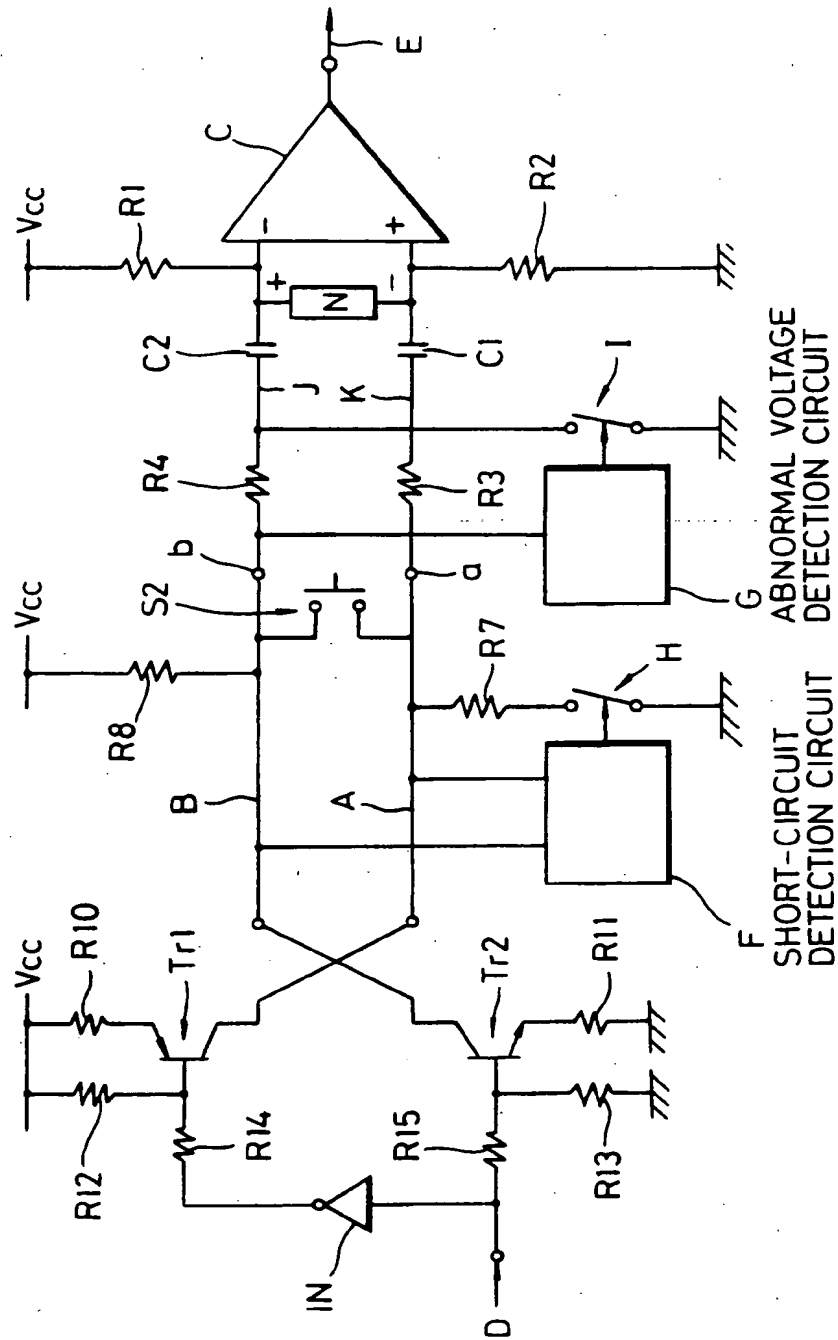 Vcc
Vcc
Vcc
R1
R10
R8
R12
Tr1
C
E
B
b
R4
C2
J
N
+
-
-
+
S2
R14
A
a
K
C1
R3
R2
IN
R15
Tr2
R7
H
I
D
R13
R11
F
G
SHORT-CIRCUIT
DETECTION CIRCUIT
ABNORMAL VOLTAGE
DETECTION CIRCUIT